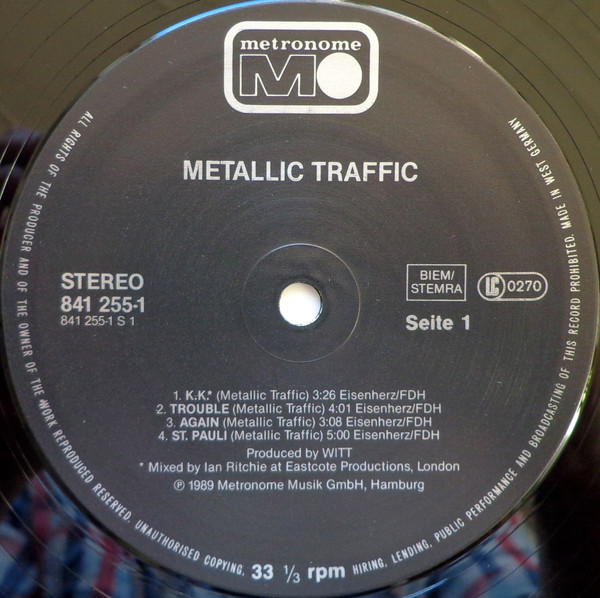 metronome
MO
METALLIC TRAFFIC
STEREO
841 255-1
841 255-1 S 1
BIEM/
STEMRA
LC 0270
Seite 1
1. K.K.* (Metallic Traffic) 3:26 Eisenherz/FDH
2. TROUBLE (Metallic Traffic) 4:01 Eisenherz/FDH
3. AGAIN (Metallic Traffic) 3:08 Eisenherz/FDH
4. ST. PAULI (Metallic Traffic) 5:00 Eisenherz/FDH
Produced by WITT
* Mixed by Ian Ritchie at Eastcote Productions, London
℗ 1989 Metronome Musik GmbH, Hamburg
33 1/3 rpm
ALL RIGHTS OF THE PRODUCER AND OF THE OWNER OF THE WORK REPRODUCED RESERVED. UNAUTHORISED COPYING, HIRING, LENDING, PUBLIC PERFORMANCE AND BROADCASTING OF THIS RECORD PROHIBITED. MADE IN WEST GERMANY